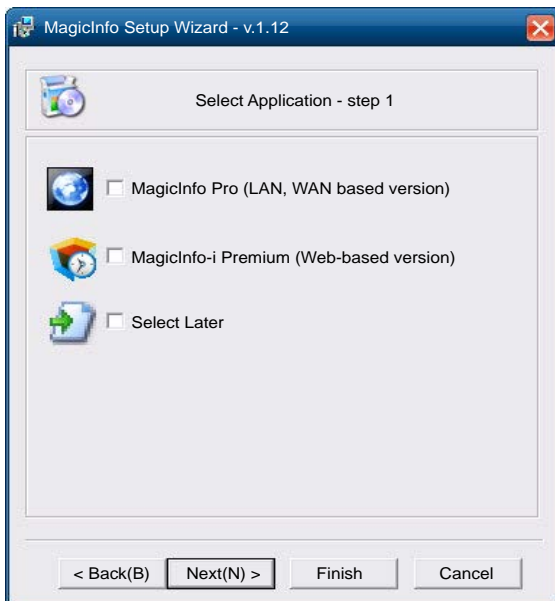 MagicInfo Setup Wizard - v.1.12
Select Application - step 1
MagicInfo Pro (LAN, WAN based version)
MagicInfo-i Premium (Web-based version)
Select Later
< Back(B) Next(N) > Finish Cancel